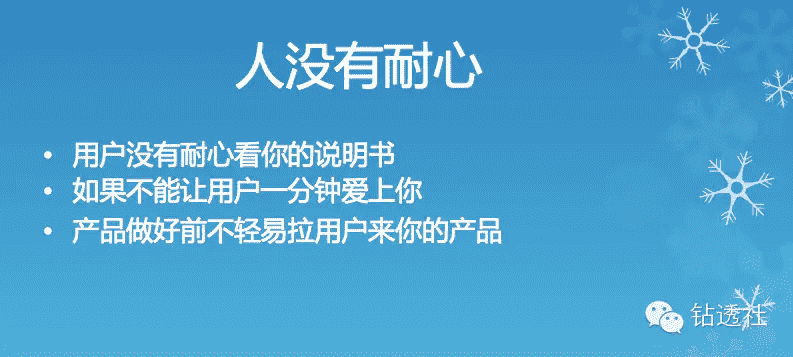 人没有耐心
• 用户没有耐心看你的说明书
• 如果不能让用户一分钟爱上你
• 产品做好前不轻易拉用户来你的产品
钻透社